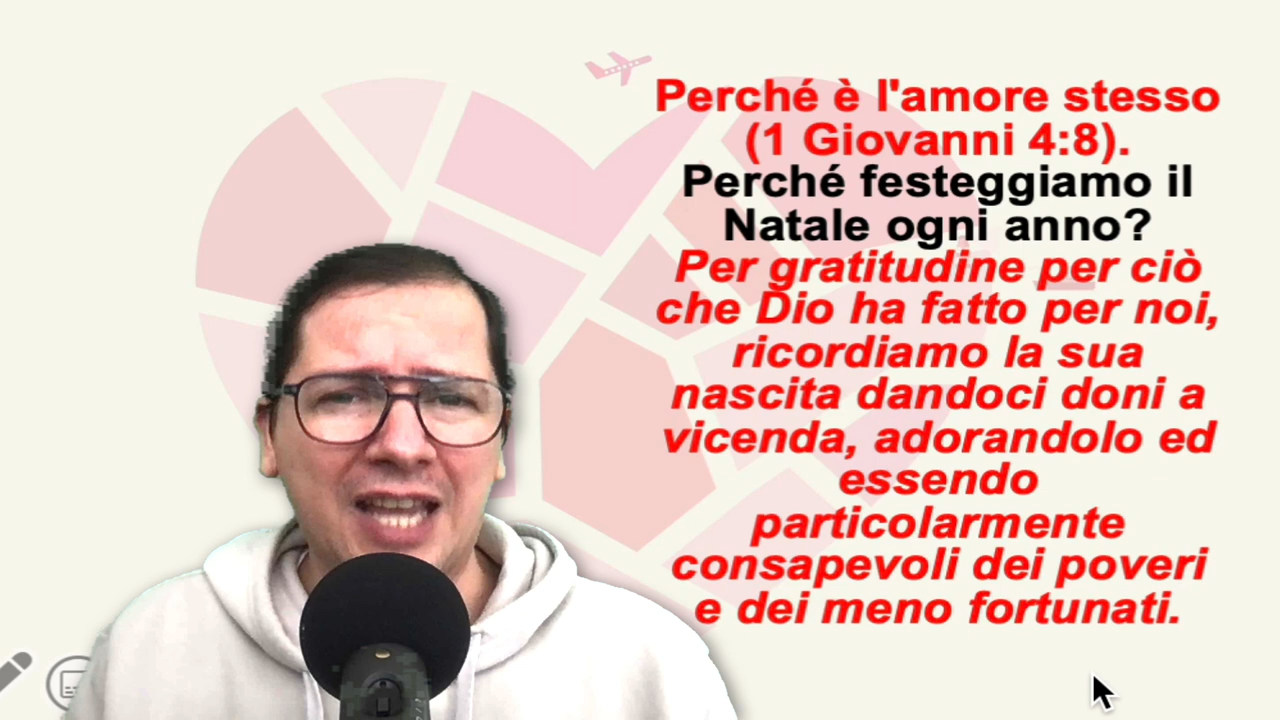 Perché è l'amore stesso
(1 Giovanni 4:8).
Perché festeggiamo il
Natale ogni anno?
Per gratitudine per ciò
che Dio ha fatto per noi,
ricordiamo la sua
nascita dandoci doni a
vicenda, adorandolo ed
essendo
particolarmente
consapevoli dei poveri
e dei meno fortunati.